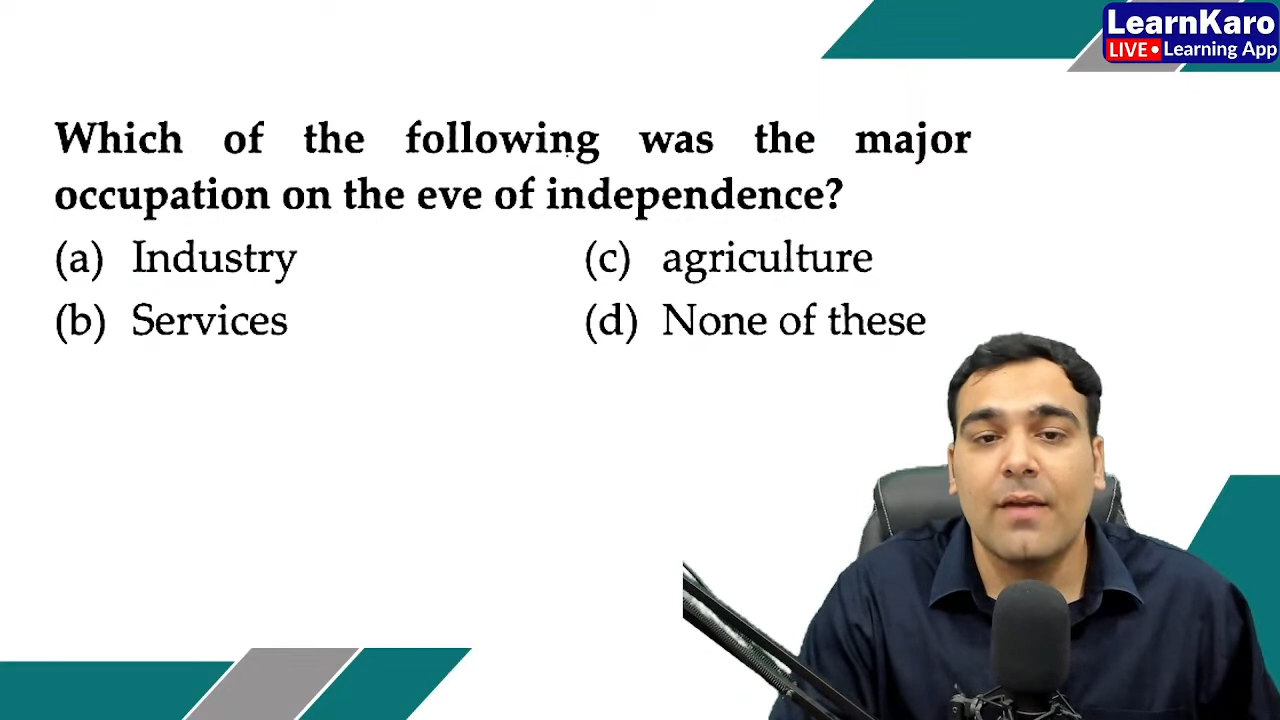 LearnKaro
LIVE • Learning App
Which of the following was the major
occupation on the eve of independence?
(a) Industry (c) agriculture
(b) Services (d) None of these